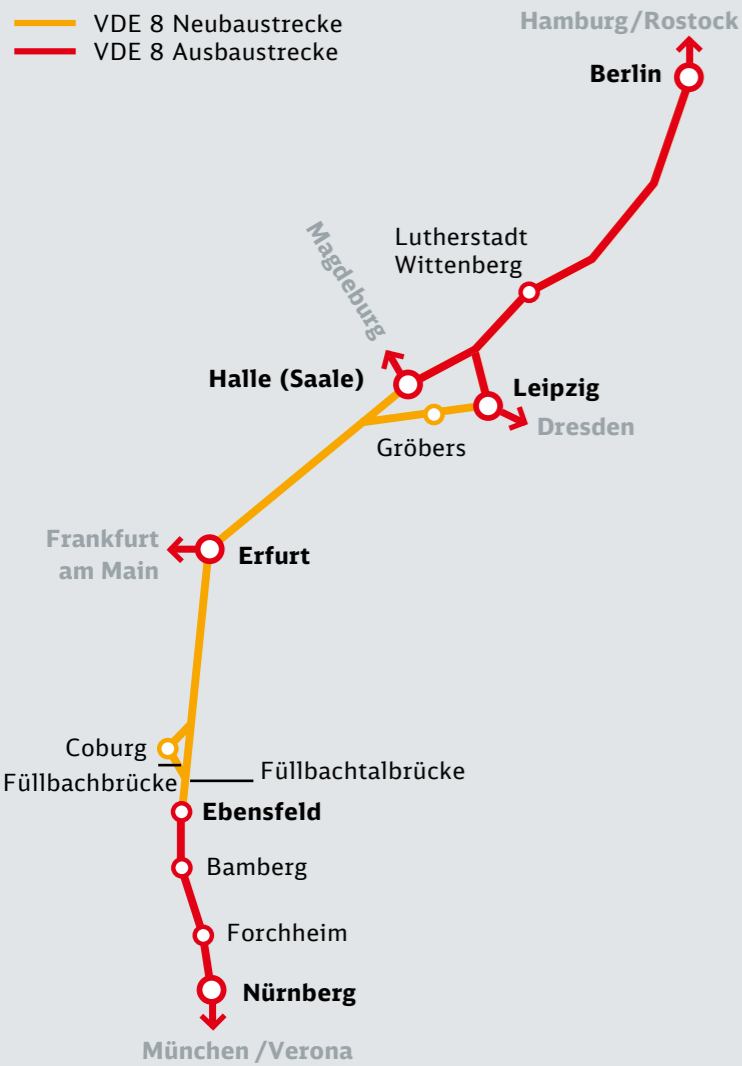 VDE 8 Neubaustrecke
VDE 8 Ausbaustrecke
Hamburg/Rostock
Berlin
Lutherstadt
Wittenberg
Magdeburg
Halle (Saale)
Leipzig
Dresden
Gröbers
Frankfurt
am Main
Erfurt
Coburg
Füllbachbrücke
Füllbachtalbrücke
Ebensfeld
Bamberg
Forchheim
Nürnberg
München /Verona